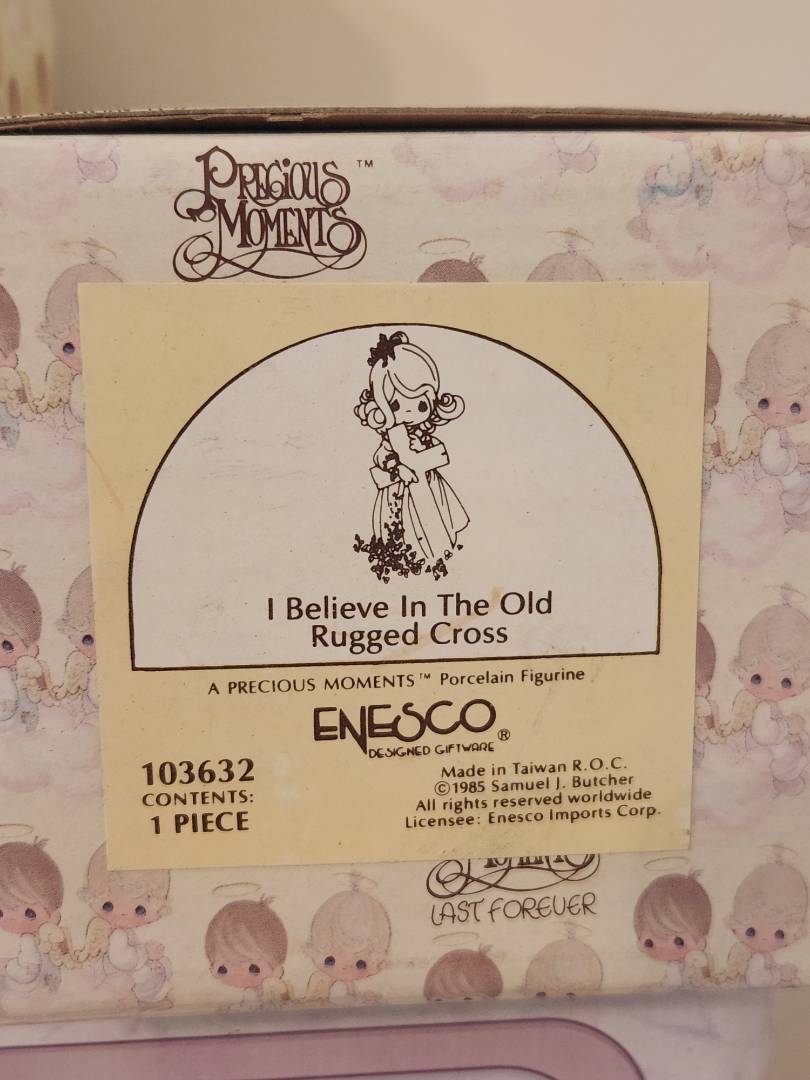 PRECIOUS ™
MOMENTS
I Believe In The Old
Rugged Cross
A PRECIOUS MOMENTS™ Porcelain Figurine
ENESCO®
DESIGNED GIFTWARE
103632
CONTENTS:
1 PIECE
Made in Taiwan R.O.C.
©1985 Samuel J. Butcher
All rights reserved worldwide
Licensee: Enesco Imports Corp.
MOMENTS
LAST FOREVER